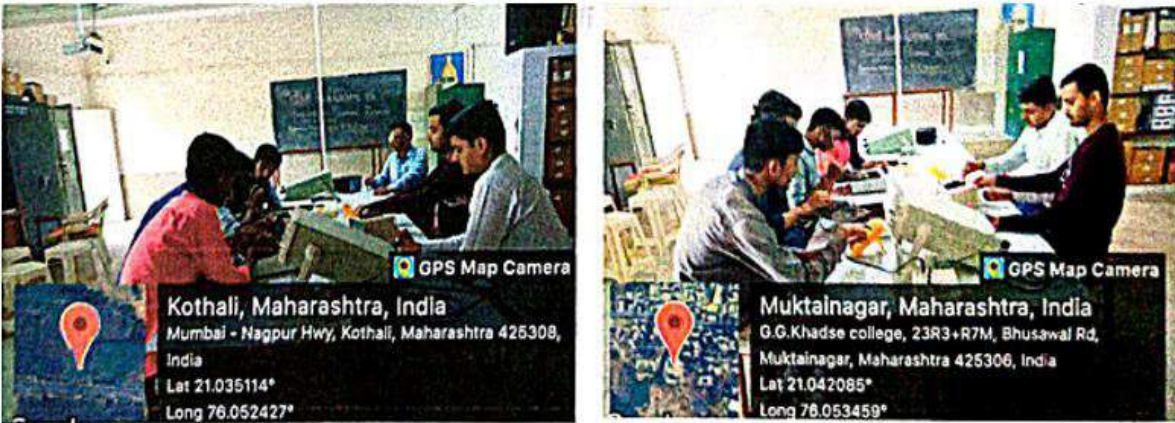 GPS Map Camera
Kothali, Maharashtra, India
Mumbai - Nagpur Hwy, Kothali, Maharashtra 425308,
India
Lat 21.035114°
Long 76.052427°
GPS Map Camera
Muktainagar, Maharashtra, India
G.G.Khadse college, 23R3+R7M, Bhusawal Rd,
Muktainagar, Maharashtra 425306, India
Lat 21.042085°
Long 76.053459°